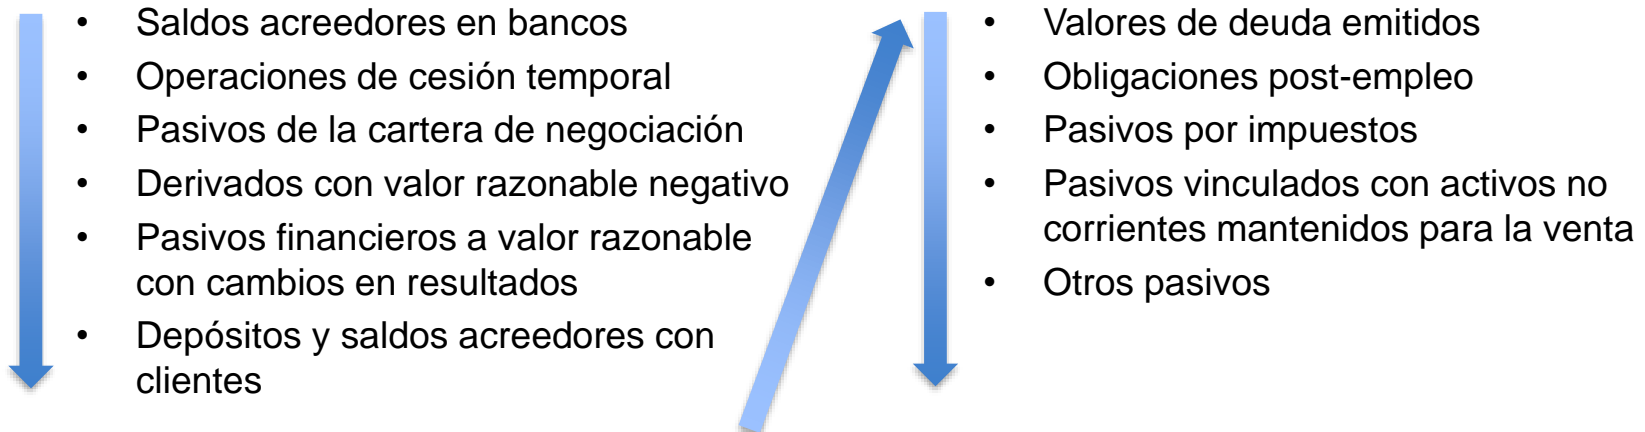 • Saldos acreedores en bancos
• Operaciones de cesión temporal
• Pasivos de la cartera de negociación
• Derivados con valor razonable negativo
• Pasivos financieros a valor razonable
con cambios en resultados
• Depósitos y saldos acreedores con
clientes
• Valores de deuda emitidos
• Obligaciones post-empleo
• Pasivos por impuestos
• Pasivos vinculados con activos no
corrientes mantenidos para la venta
• Otros pasivos